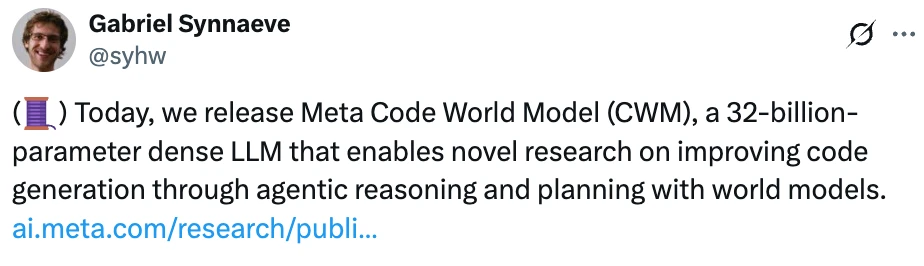 Gabriel Synnaeve
@syhw
(🧵) Today, we release Meta Code World Model (CWM), a 32-billion-
parameter dense LLM that enables novel research on improving code
generation through agentic reasoning and planning with world models.
ai.meta.com/research/publi…